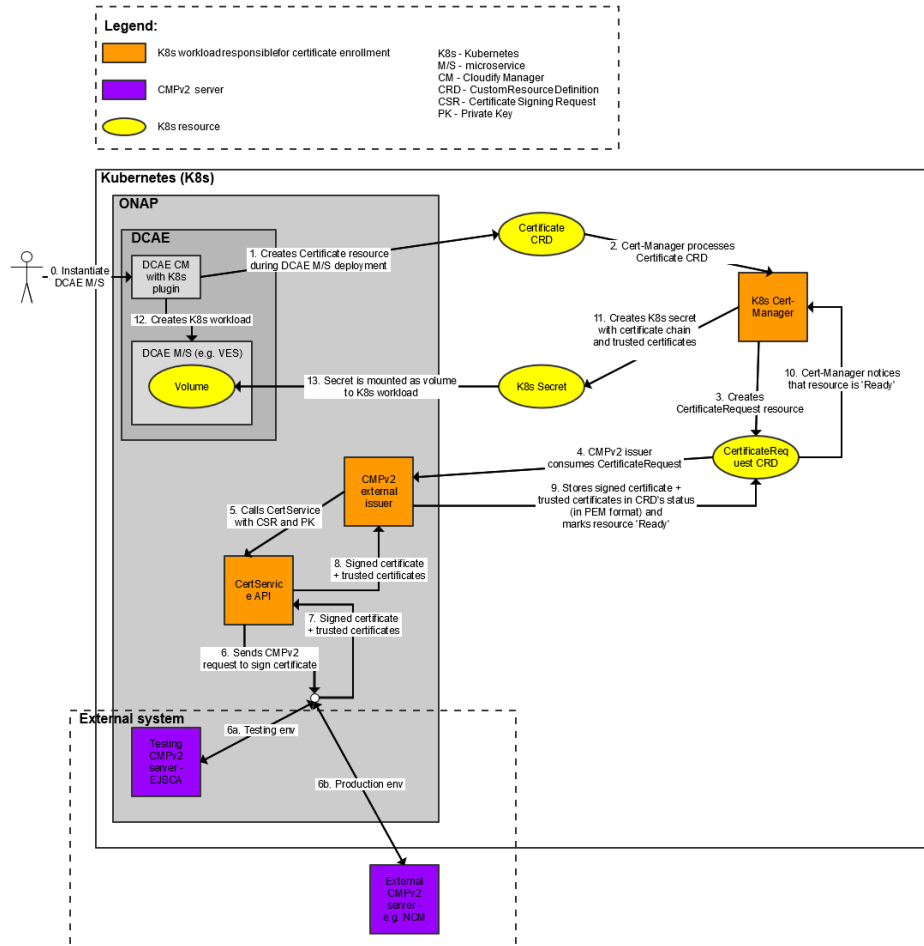 Legend:
K8s workload responsible for certificate enrollment
CMPv2 server
K8s resource
K8s - Kubernetes
M/S - microservice
CM - Cloudify Manager
CRD - Custom Resource Definition
CSR - Certificate Signing Request
PK - Private Key
Kubernetes (K8s)
ONAP
DCAE
DCAE CM
with K8s
plugin
0. Instantiate
DCAE M/S
1. Creates Certificate resource
during DCAE M/S deployment
Certificate
CRD
2. Cert-Manager processes
Certificate CRD
K8s Cert-
Manager
12. Creates K8s workload
11. Creates K8s secret
with certificate chain
and trusted certificates
DCAE M/S (e.g. VES)
Volume
13. Secret is mounted as volume
to K8s workload
K8s Secret
10. Cert-Manager notices
that resource is 'Ready'
3. Creates
CertificateRequest resource
4. CMPv2 issuer
consumes CertificateRequest
CertificateReq
uest CRD
CMPv2
external
issuer
9. Stores signed certificate +
trusted certificates in CRD's status
(in PEM format) and
marks resource 'Ready'
5. Calls CertService
with CSR and PK
8. Signed certificate
+ trusted certificates
CertServic
e API
7. Signed certificate
+ trusted certificates
6. Sends CMPv2
request to sign certificate
External system
6a. Testing env
Testing
CMPv2
server -
EJBCA
6b. Production env
External
CMPv2
server -
e.g. NCM